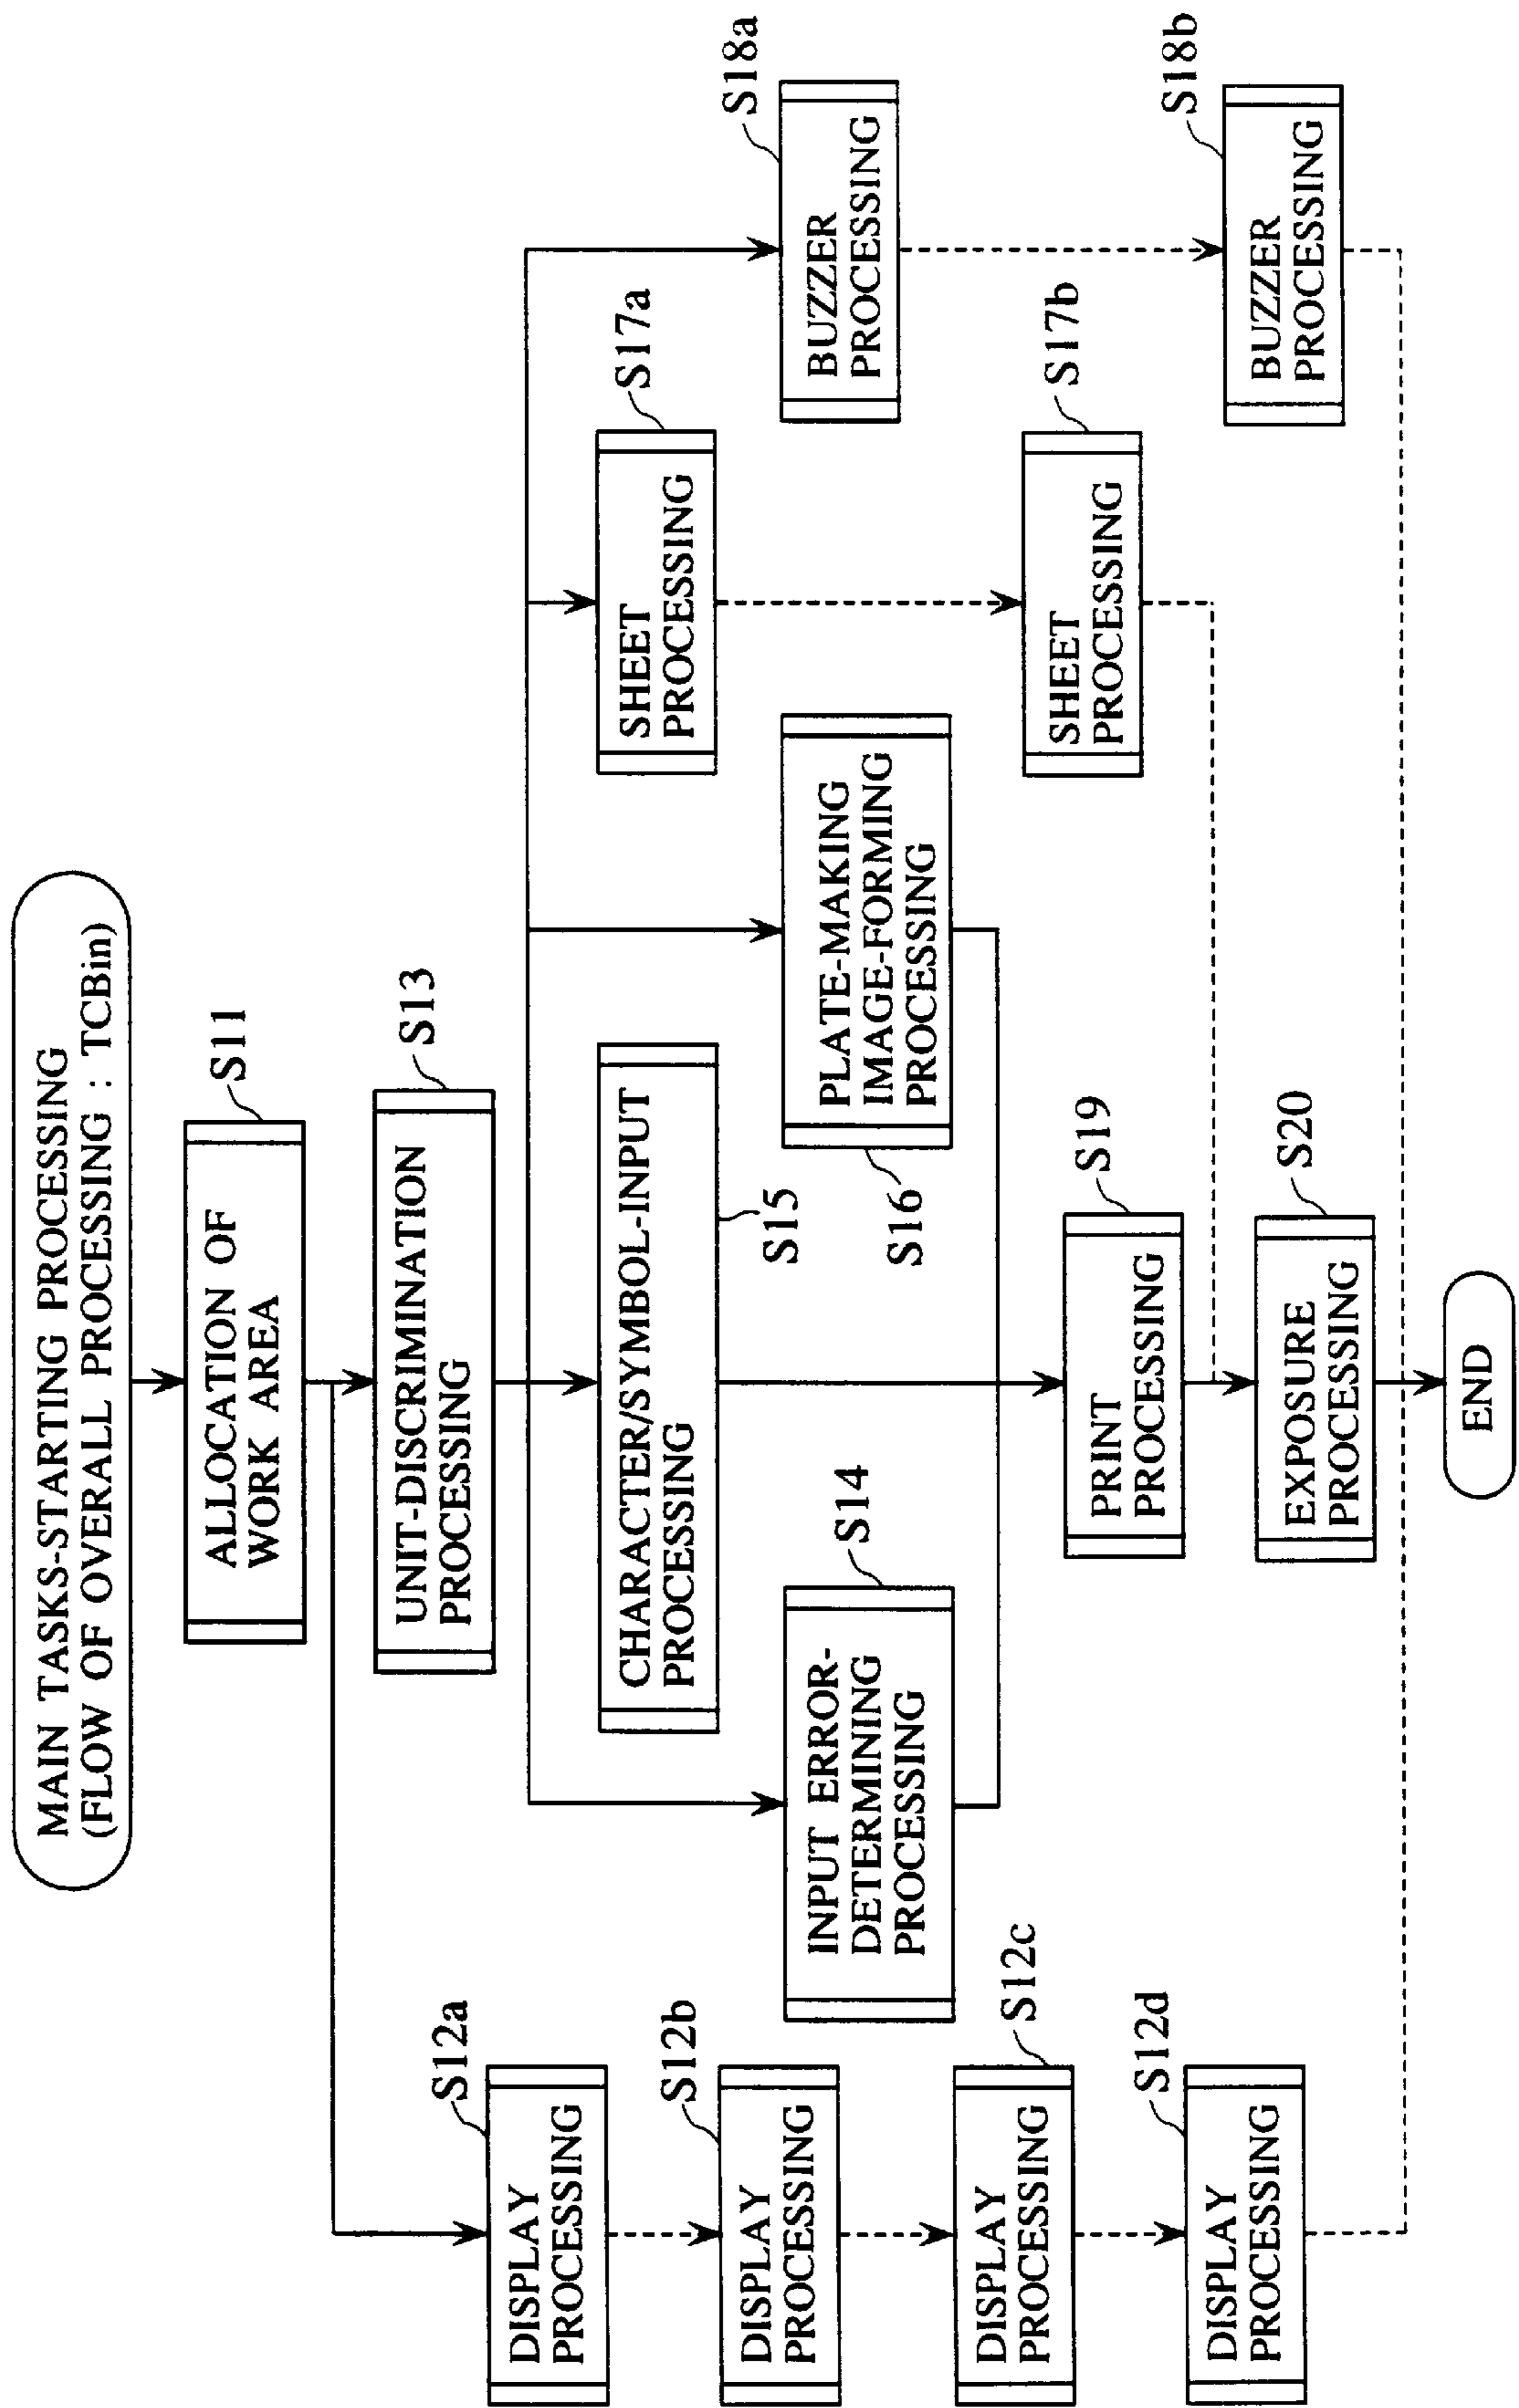 MAIN TASKS-STARTING PROCESSING
(FLOW OF OVERALL PROCESSING : TCBin)
S11
ALLOCATION OF
WORK AREA
S13
UNIT-DISCRIMINATION
PROCESSING
S12a
DISPLAY
PROCESSING
S12b
DISPLAY
PROCESSING
S12c
DISPLAY
PROCESSING
S12d
DISPLAY
PROCESSING
S14
INPUT ERROR-
DETERMINING
PROCESSING
CHARACTER/SYMBOL-INPUT
PROCESSING
S15
PLATE-MAKING
IMAGE-FORMING
PROCESSING
S16
S17a
SHEET
PROCESSING
S17b
SHEET
PROCESSING
S18a
BUZZER
PROCESSING
S18b
BUZZER
PROCESSING
S19
PRINT
PROCESSING
S20
EXPOSURE
PROCESSING
END